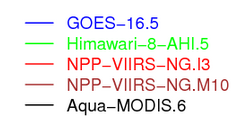 GOES-16.5
Himawari-8-AHI.5
NPP-VIIRS-NG.I3
NPP-VIIRS-NG.M10
Aqua-MODIS.6